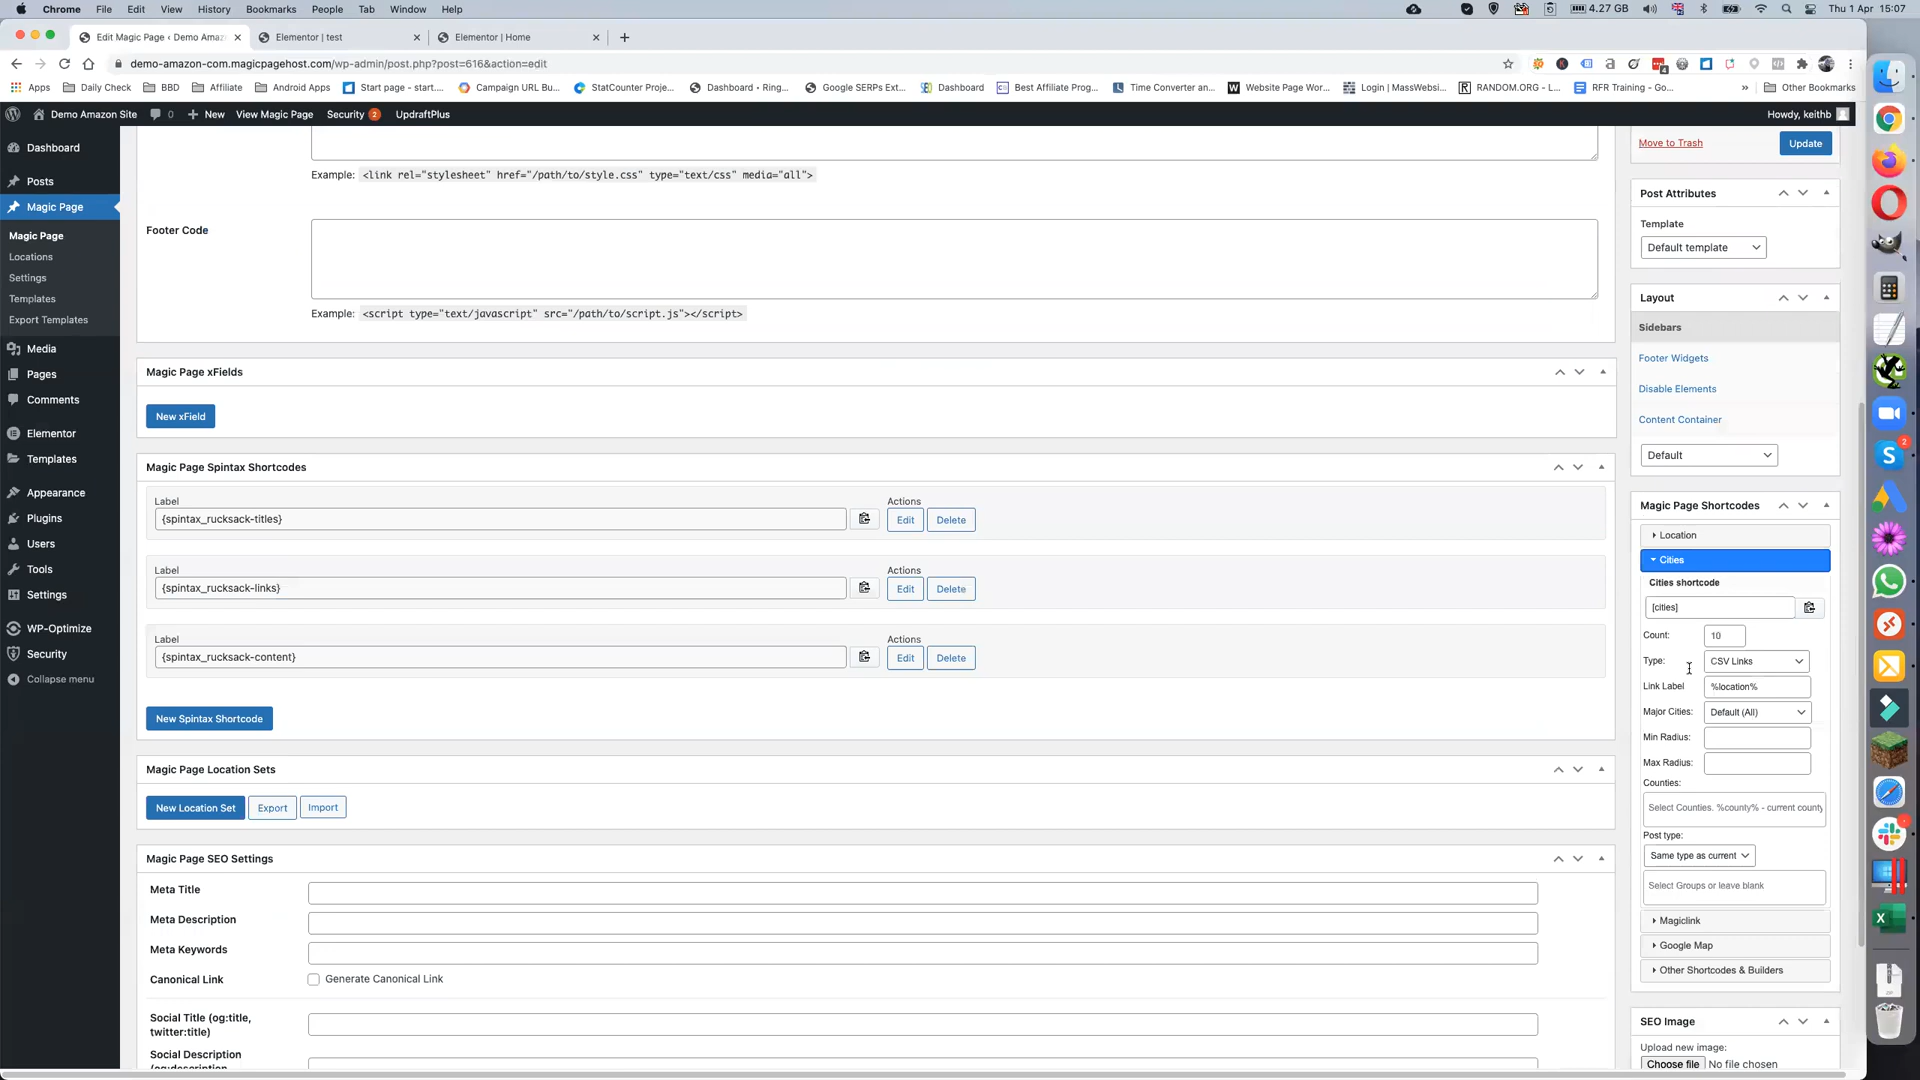 Chrome File Edit View History Bookmarks People Tab Window Help 4.27 GB Thu 1 Apr 15:07
Edit Magic Page ‹ Demo Amaz Elementor | test Elementor | Home
demo-amazon-com.magicpagehost.com/wp-admin/post.php?post=616&action=edit
Apps Daily Check BBD Affiliate Android Apps Start page - start.... Campaign URL Bu... StatCounter Proje... Dashboard • Ring... Google SERPs Ext... Dashboard Best Affiliate Prog... Time Converter an... Website Page Wor... Login | MassWebsi... RANDOM.ORG - L... RFR Training - Go... » Other Bookmarks
Demo Amazon Site 0 New View Magic Page Security 2 UpdraftPlus Howdy, keithb
Dashboard
Posts
Magic Page
Magic Page
Locations
Settings
Templates
Export Templates
Media
Pages
Comments
Elementor
Templates
Appearance
Plugins
Users
Tools
Settings
WP-Optimize
Security
Collapse menu
Example: <link rel="stylesheet" href="/path/to/style.css" type="text/css" media="all">
Footer Code
Example: <script type="text/javascript" src="/path/to/script.js"></script>
Magic Page xFields
New xField
Magic Page Spintax Shortcodes
Label Actions
{spintax_rucksack-titles} Edit Delete
Label Actions
{spintax_rucksack-links} Edit Delete
Label Actions
{spintax_rucksack-content} Edit Delete
New Spintax Shortcode
Magic Page Location Sets
New Location Set Export Import
Magic Page SEO Settings
Meta Title
Meta Description
Meta Keywords
Canonical Link Generate Canonical Link
Social Title (og:title,
twitter:title)
Social Description
(og:description
Move to Trash Update
Post Attributes
Template
Default template
Layout
Sidebars
Footer Widgets
Disable Elements
Content Container
Default
Magic Page Shortcodes
Location
Cities
Cities shortcode
[cities]
Count: 10
Type: CSV Links
Link Label %location%
Major Cities: Default (All)
Min Radius:
Max Radius:
Counties:
Select Counties. %county% - current county
Post type:
Same type as current
Select Groups or leave blank
Magiclink
Google Map
Other Shortcodes & Builders
SEO Image
Upload new image:
Choose file No file chosen